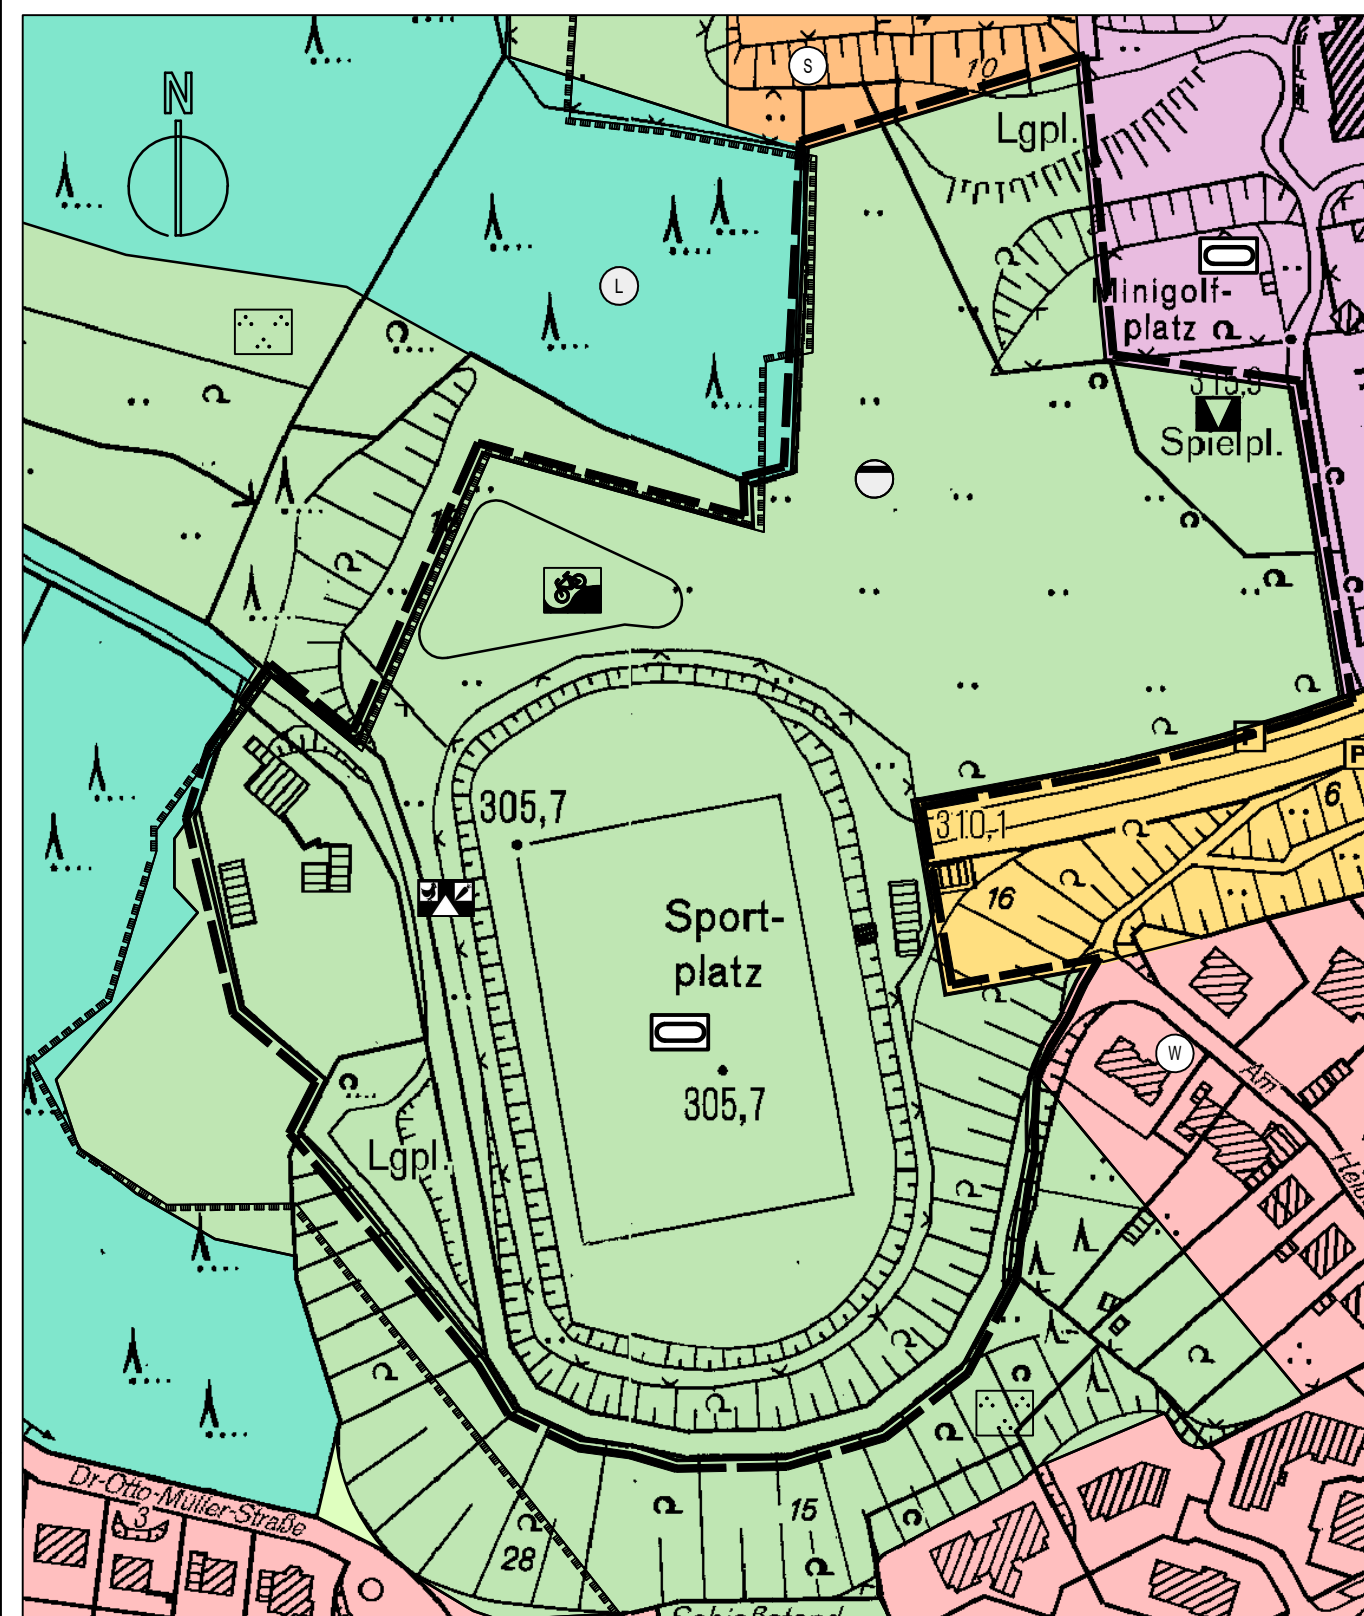 N
S
10
Lgpl.
L
Minigolf-
platz
315,9
Spielpl.
P
P
305,7
310,1
6
16
Sport-
platz
W
Am
305,7
Lgpl.
Dr-Otto-Müller-Straße
3
15
28
Schießstand